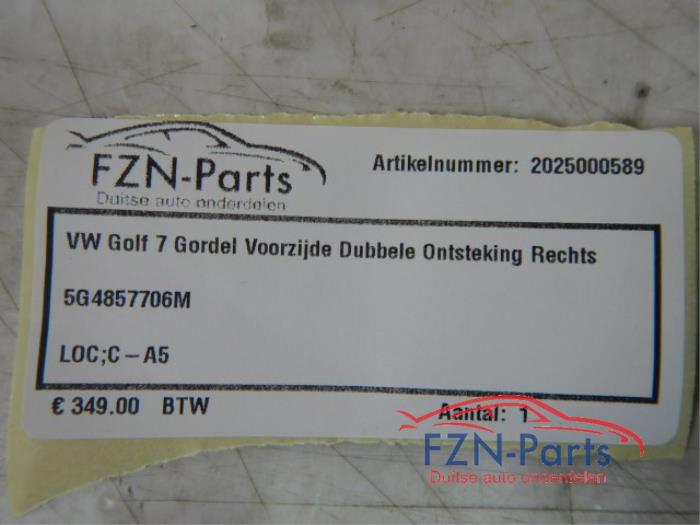 FZN-Parts
Duitse auto onderdelen
Artikelnummer: 2025000589
VW Golf 7 Gordel Voorzijde Dubbele Ontsteking Rechts
5G4857706M
LOC;C-A5
€ 349.00 BTW
Aantal: 1
FZN-Parts
Duitse auto onderdelen